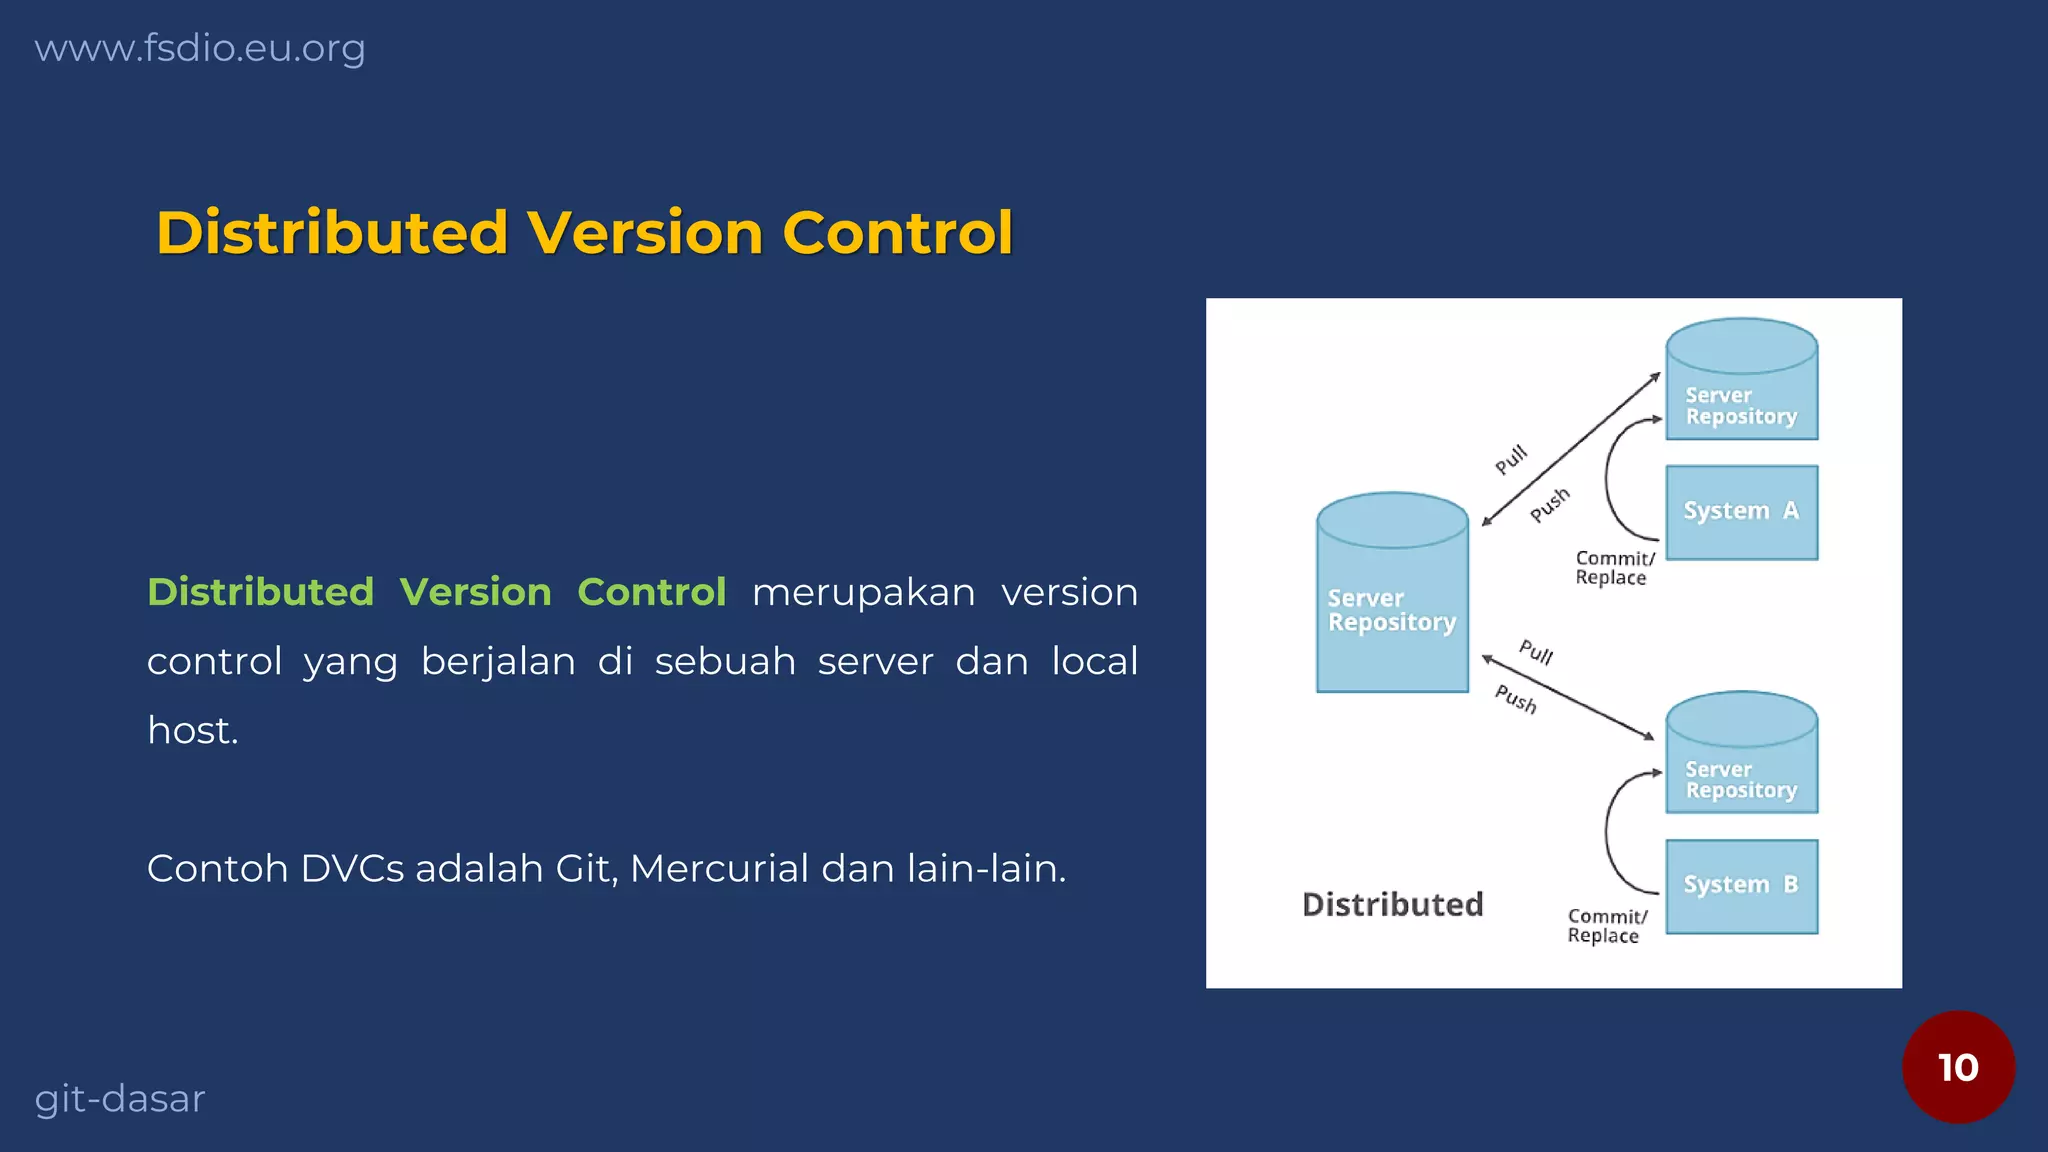 www.fsdio.eu.org
Distributed Version Control
Distributed Version Control merupakan version
control yang berjalan di sebuah server dan local
host.
Contoh DVCs adalah Git, Mercurial dan lain-lain.
Server
Repository
Pull
Push
System A
Commit/
Replace
Server
Repository
Pull
Push
Server
Repository
System B
Distributed
Commit/
Replace
10
git-dasar